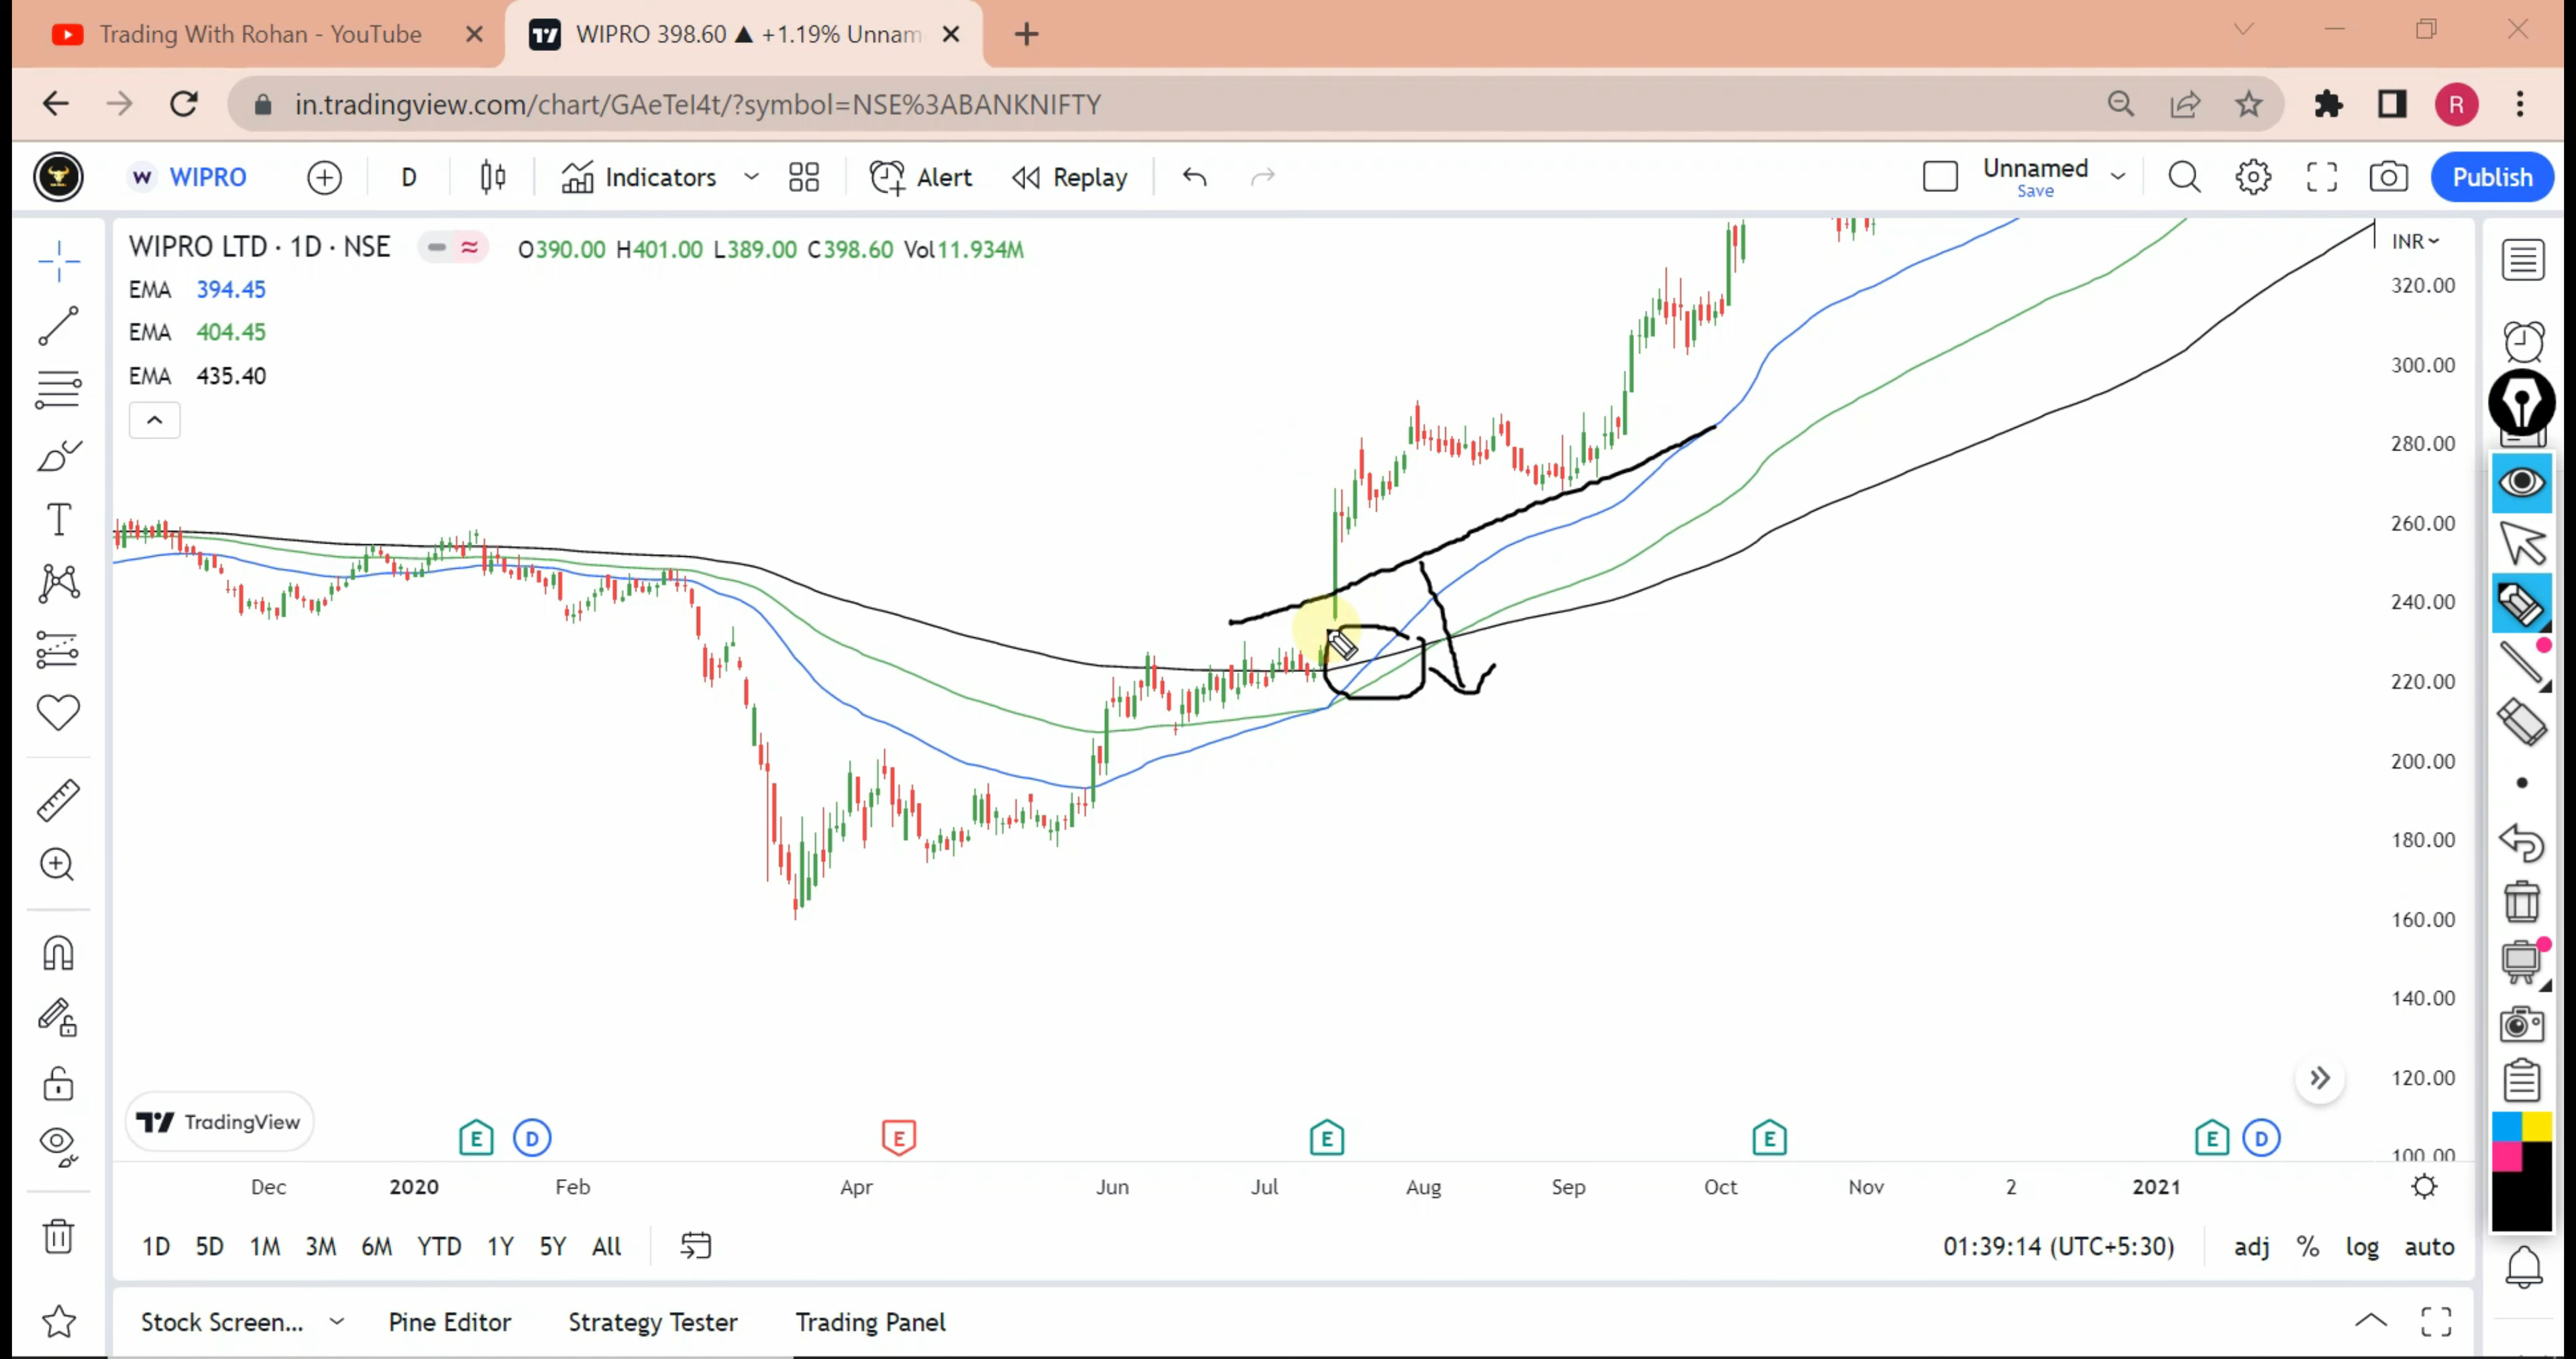 Trading With Rohan - YouTube
WIPRO 398.60 ▲ +1.19% Unnam
in.tradingview.com/chart/GAeTeI4t/?symbol=NSE%3ABANKNIFTY
R
W WIPRO D Indicators Alert Replay Unnamed Publish
Save
WIPRO LTD · 1D · NSE O390.00 H401.00 L389.00 C398.60 Vol11.934M
INR
EMA 394.45
EMA 404.45
EMA 435.40
320.00
300.00
280.00
260.00
240.00
220.00
200.00
180.00
160.00
140.00
120.00
100.00
TradingView
E D E E E E D
Dec 2020 Feb Apr Jun Jul Aug Sep Oct Nov 2 2021
1D 5D 1M 3M 6M YTD 1Y 5Y All 01:39:14 (UTC+5:30) adj % log auto
Stock Screen... Pine Editor Strategy Tester Trading Panel